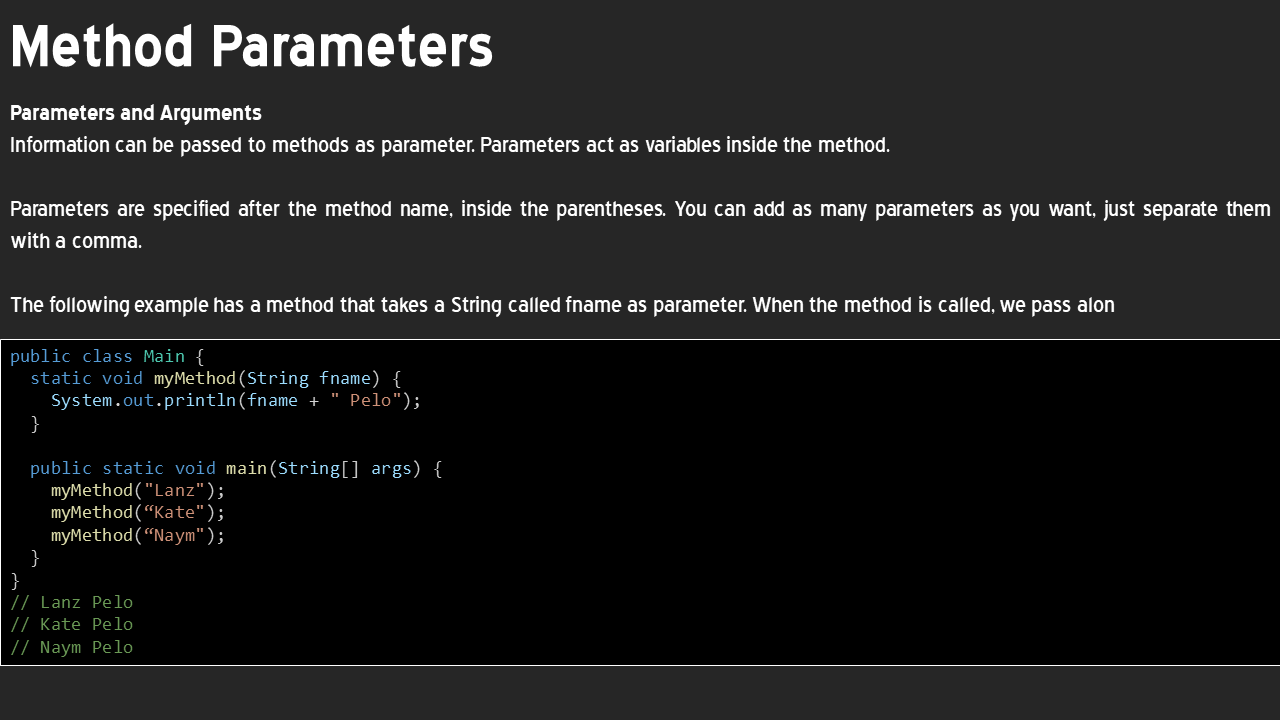 Method Parameters
Parameters and Arguments
Information can be passed to methods as parameter. Parameters act as variables inside the method.
Parameters are specified after the method name, inside the parentheses. You can add as many parameters as you want, just separate them
with a comma.
The following example has a method that takes a String called fname as parameter. When the method is called, we pass alon
public class Main {
  static void myMethod(String fname) {
    System.out.println(fname + " Pelo");
  }
  public static void main(String[] args) {
    myMethod("Lanz");
    myMethod(“Kate");
    myMethod(“Naym");
  }
}
// Lanz Pelo
// Kate Pelo
// Naym Pelo